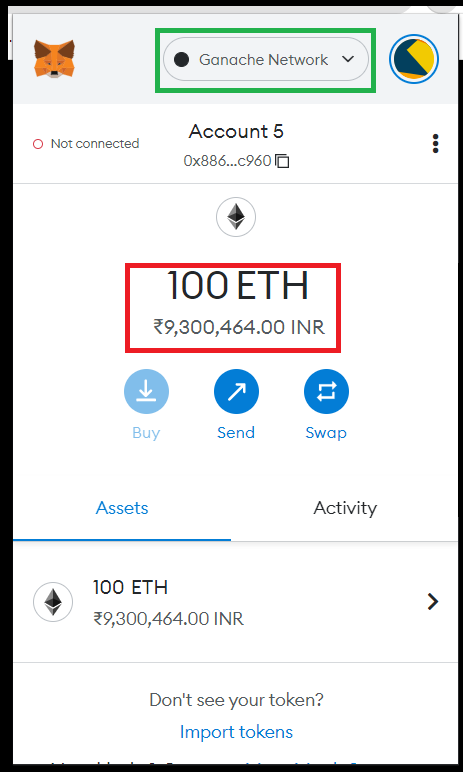 Ganache Network
Not connected
Account 5
0x886...c960
100 ETH
₹9,300,464.00 INR
Buy
Send
Swap
Assets
Activity
100 ETH
₹9,300,464.00 INR
Don't see your token?
Import tokens